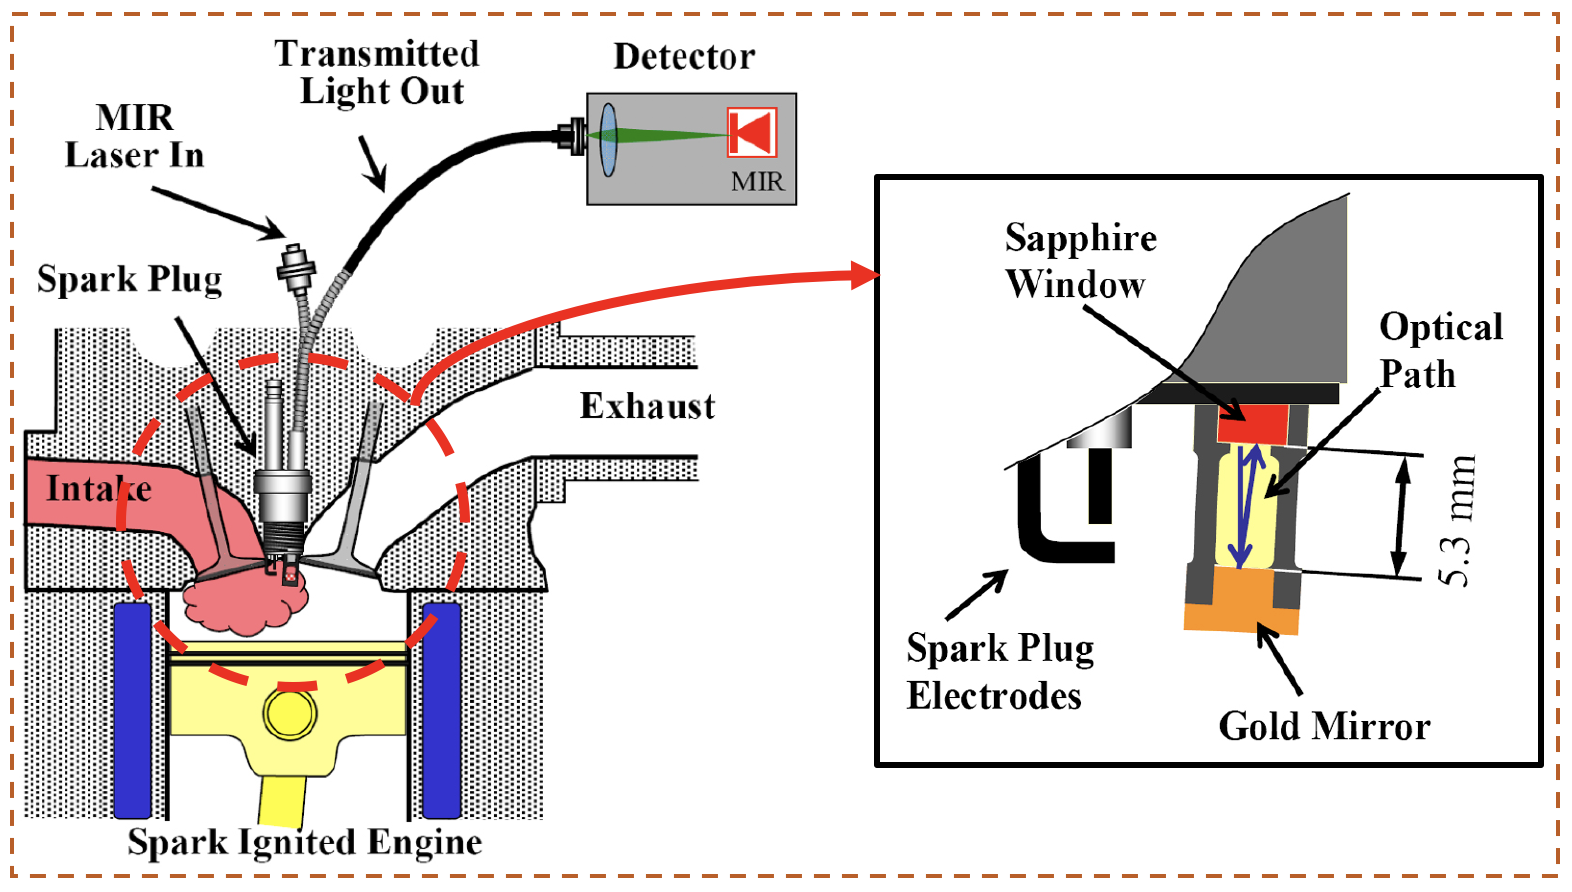 Transmitted
Light Out
Detector
MIR
Laser In
MIR
Spark Plug
Exhaust
Intake
Spark Ignited Engine
Sapphire
Window
Optical
Path
5.3 mm
Spark Plug
Electrodes
Gold Mirror